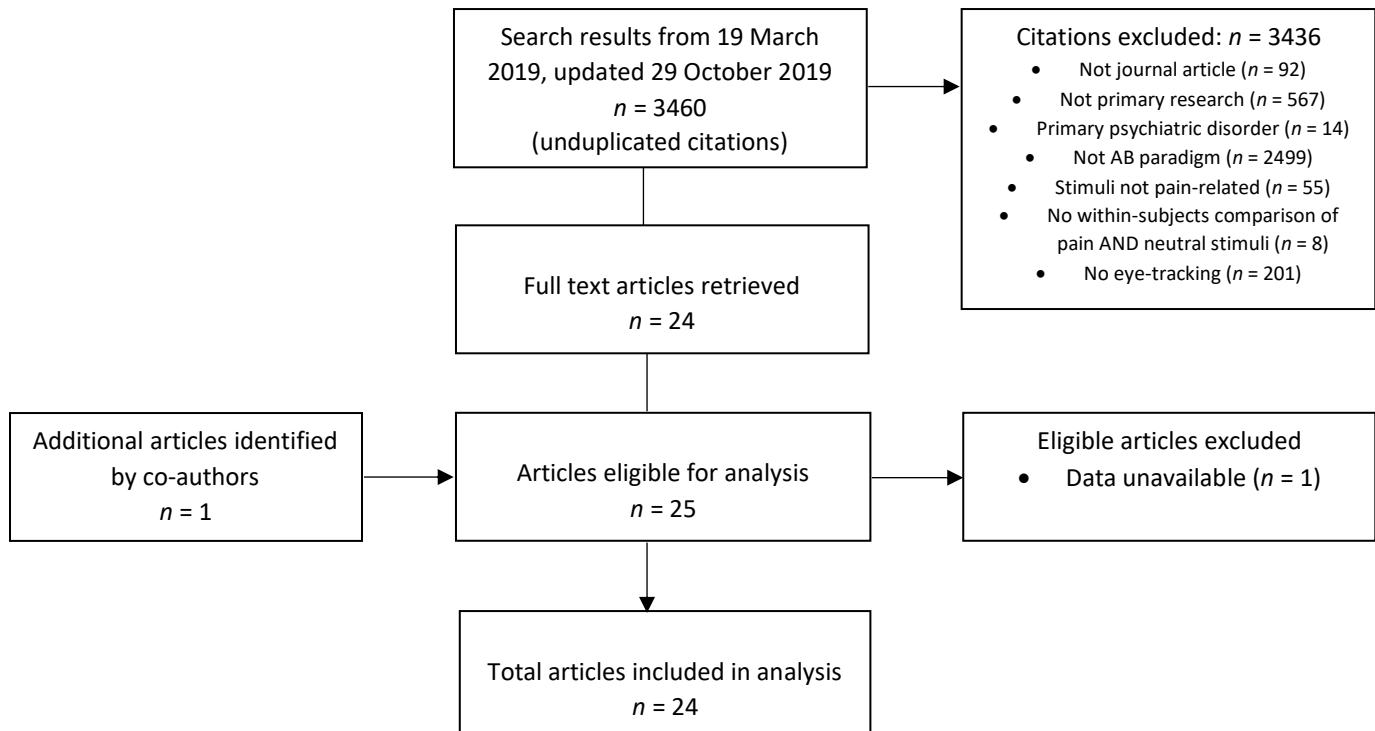 Search results from 19 March
2019, updated 29 October 2019
n = 3460
(unduplicated citations)
Citations excluded: n = 3436
• Not journal article (n = 92)
• Not primary research (n = 567)
• Primary psychiatric disorder (n = 14)
• Not AB paradigm (n = 2499)
• Stimuli not pain-related (n = 55)
• No within-subjects comparison of
pain AND neutral stimuli (n = 8)
• No eye-tracking (n = 201)
Full text articles retrieved
n = 24
Additional articles identified
by co-authors
n = 1
Articles eligible for analysis
n = 25
Eligible articles excluded
• Data unavailable (n = 1)
Total articles included in analysis
n = 24